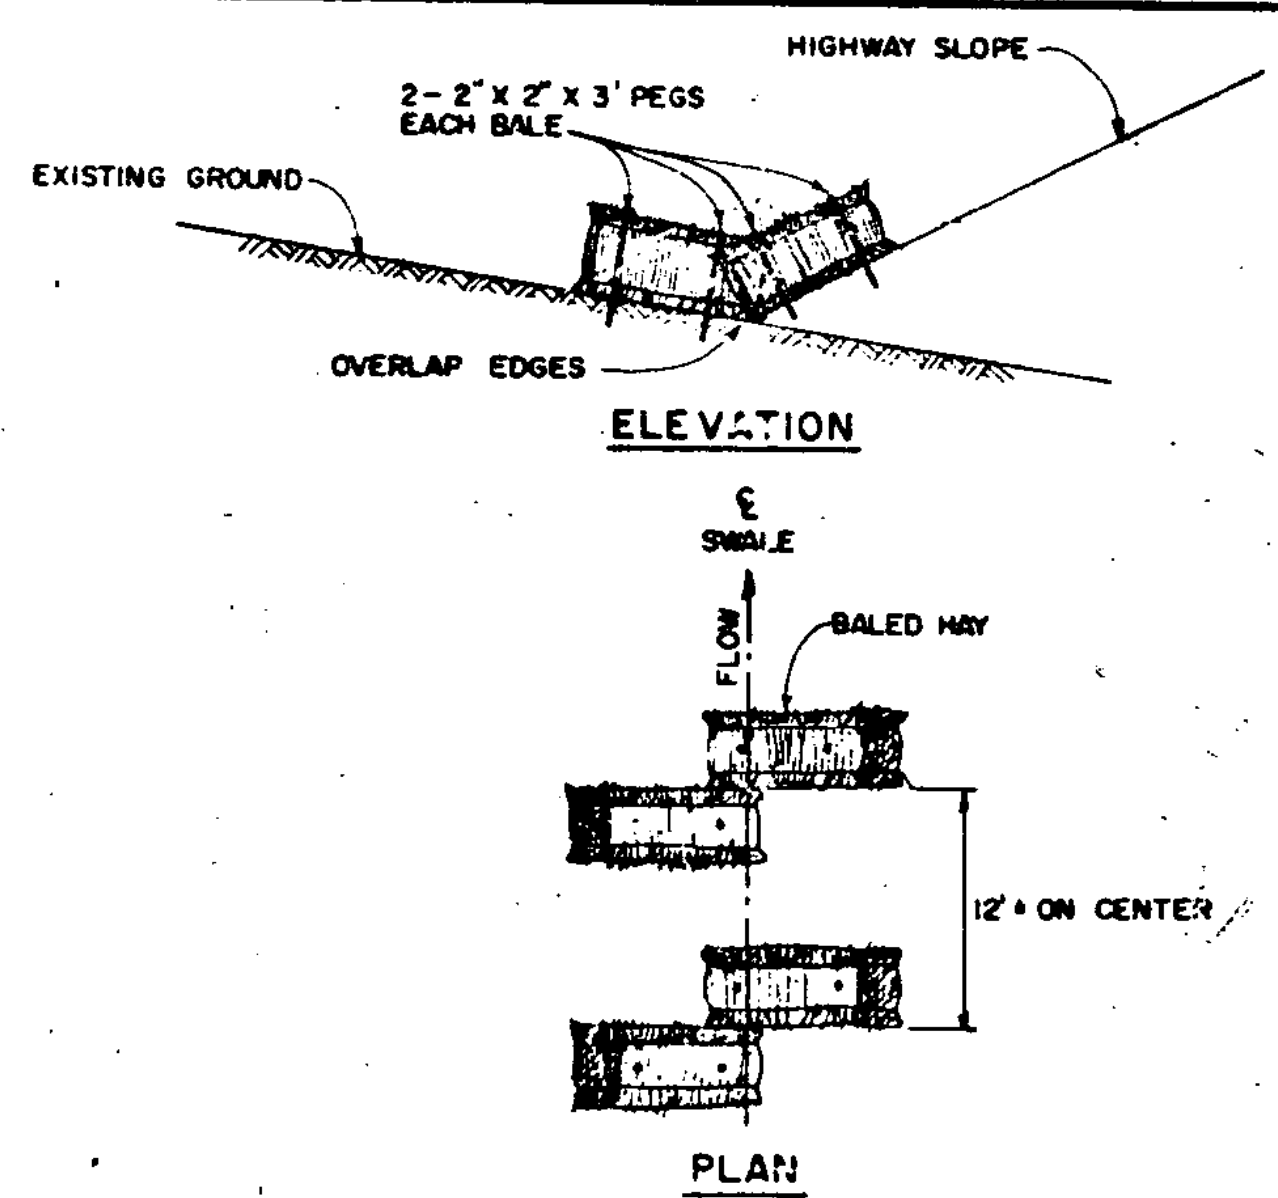 HIGHWAY SLOPE
2-2" X 2" X 3' PEGS
EACH BALE
EXISTING GROUND
OVERLAP EDGES
ELEVATION
℄
SWALE
FLOW
BALED HAY
12'± ON CENTER
PLAN